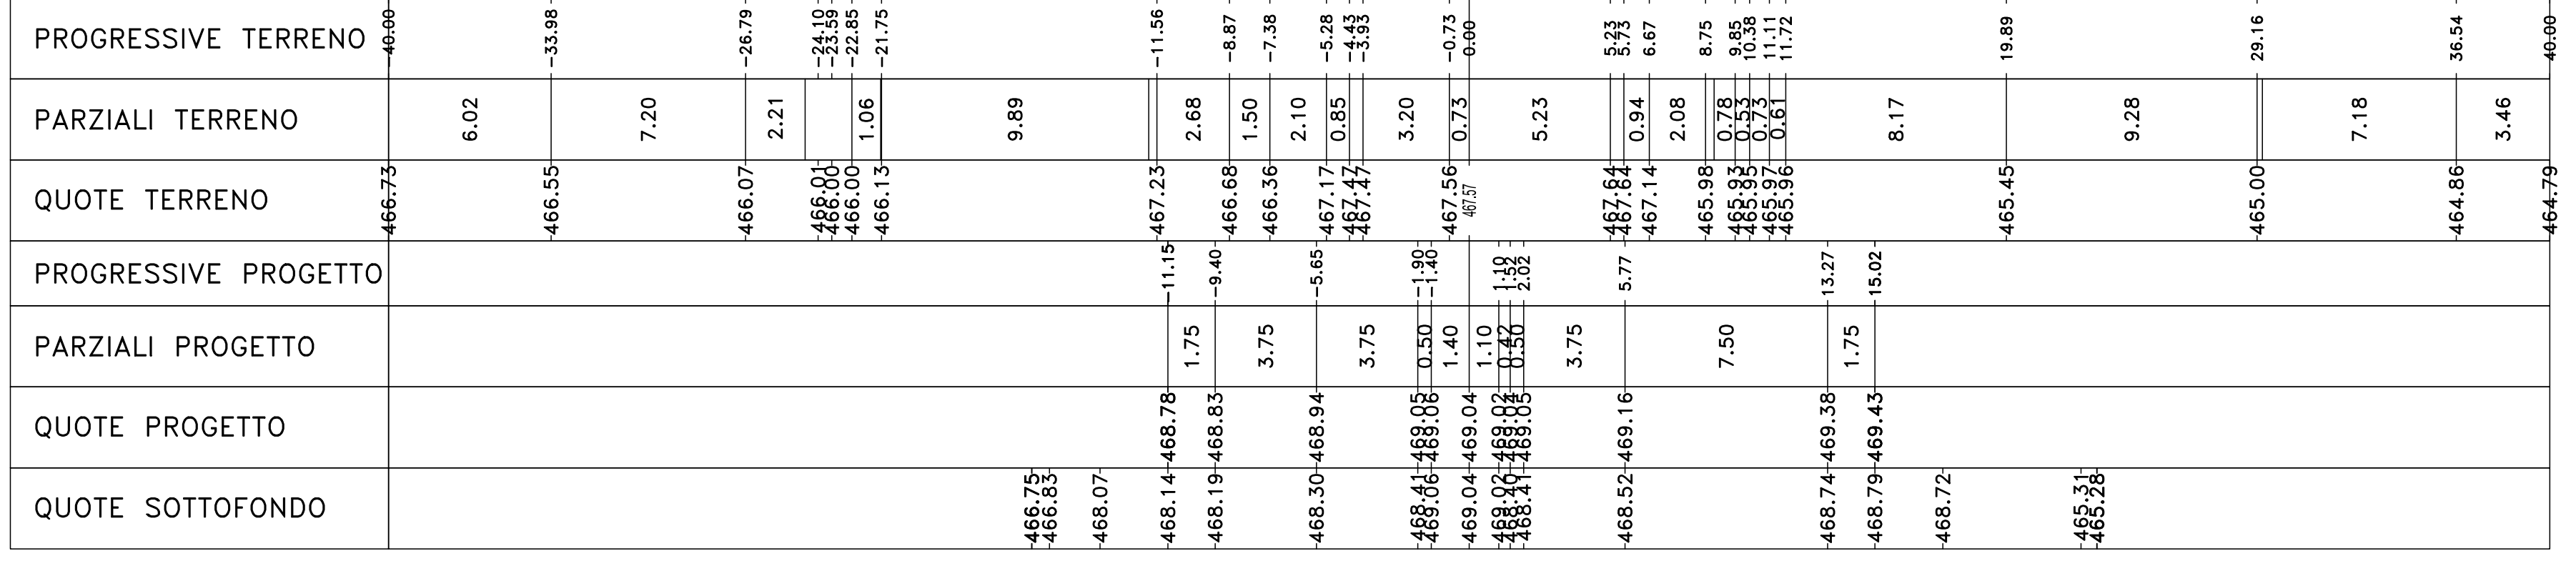 PROGRESSIVE TERRENO -40.00 -33.98 -26.79 -24.10 -23.59 -22.85 -21.75 -11.56 -8.87 -7.38 -5.28 -4.43 -3.93 -0.73 0.00 5.23 5.73 6.67 8.75 9.85 10.38 11.11 11.72 19.89 29.16 36.54 40.00
PARZIALI TERRENO 6.02 7.20 2.21 1.06 9.89 2.68 1.50 2.10 0.85 3.20 0.73 5.23 0.94 2.08 0.78 0.53 0.73 0.61 8.17 9.28 7.18 3.46
QUOTE TERRENO 466.73 466.55 466.07 466.01 466.00 466.00 466.13 467.23 466.68 466.36 467.17 467.47 467.47 467.56 467.57 467.64 467.64 467.14 465.98 465.93 465.95 465.97 465.96 465.45 465.00 464.86 464.79
PROGRESSIVE PROGETTO -11.15 -9.40 -5.65 -1.90 -1.40 1.10 1.52 2.02 5.77 13.27 15.02
PARZIALI PROGETTO 1.75 3.75 3.75 0.50 1.40 1.10 0.42 0.50 3.75 7.50 1.75
QUOTE PROGETTO 468.78 468.83 468.94 469.05 469.06 469.04 469.02 469.04 469.05 469.16 469.38 469.43
QUOTE SOTTOFONDO 466.75 466.83 468.07 468.14 468.19 468.30 468.41 469.06 469.04 469.02 468.40 468.41 468.52 468.74 468.79 468.72 465.31 465.28